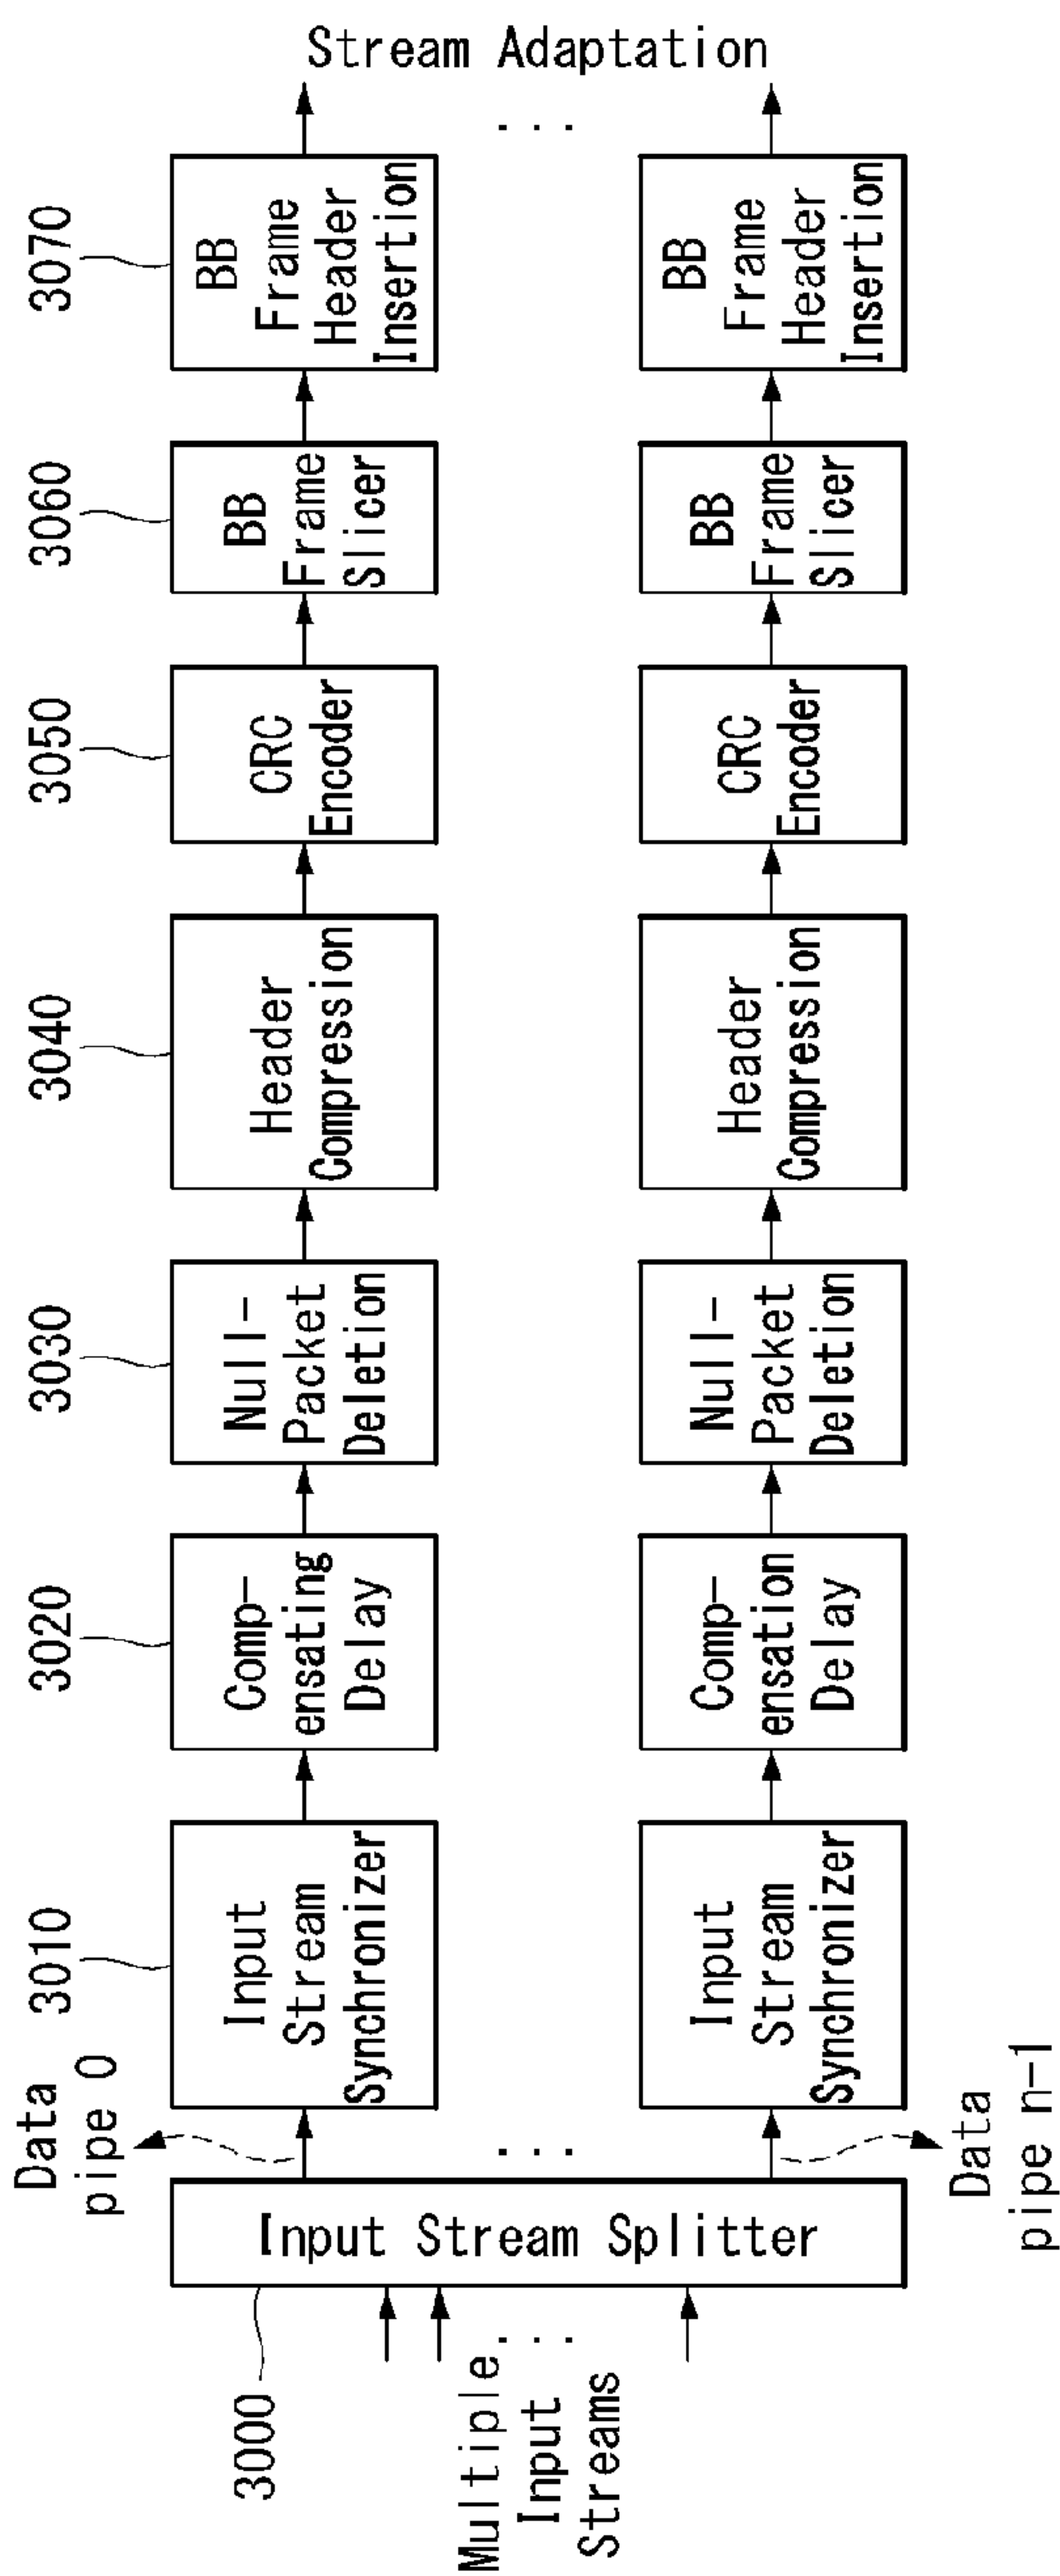 3000
3010
3020
3030
3040
3050
3060
3070
Data
pipe 0
Multiple
Input
Streams
...
Input Stream Splitter
...
Input
Stream
Synchronizer
Comp-
ensating
Delay
Null-
Packet
Deletion
Header
Compression
CRC
Encoder
BB
Frame
Slicer
BB
Frame
Header
Insertion
Stream Adaptation
...
Input
Stream
Synchronizer
Comp-
ensation
Delay
Null-
Packet
Deletion
Header
Compression
CRC
Encoder
BB
Frame
Slicer
BB
Frame
Header
Insertion
Data
pipe n-1